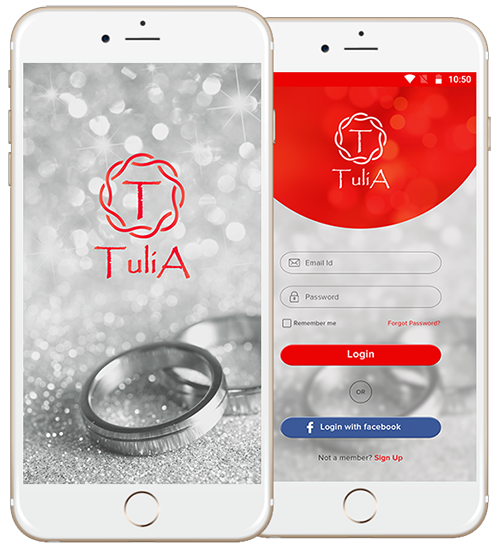 T
TuliA
10:50
T
TuliA
Email Id
Password
Remember me
Forgot Password?
Login
OR
f Login with facebook
Not a member? Sign Up